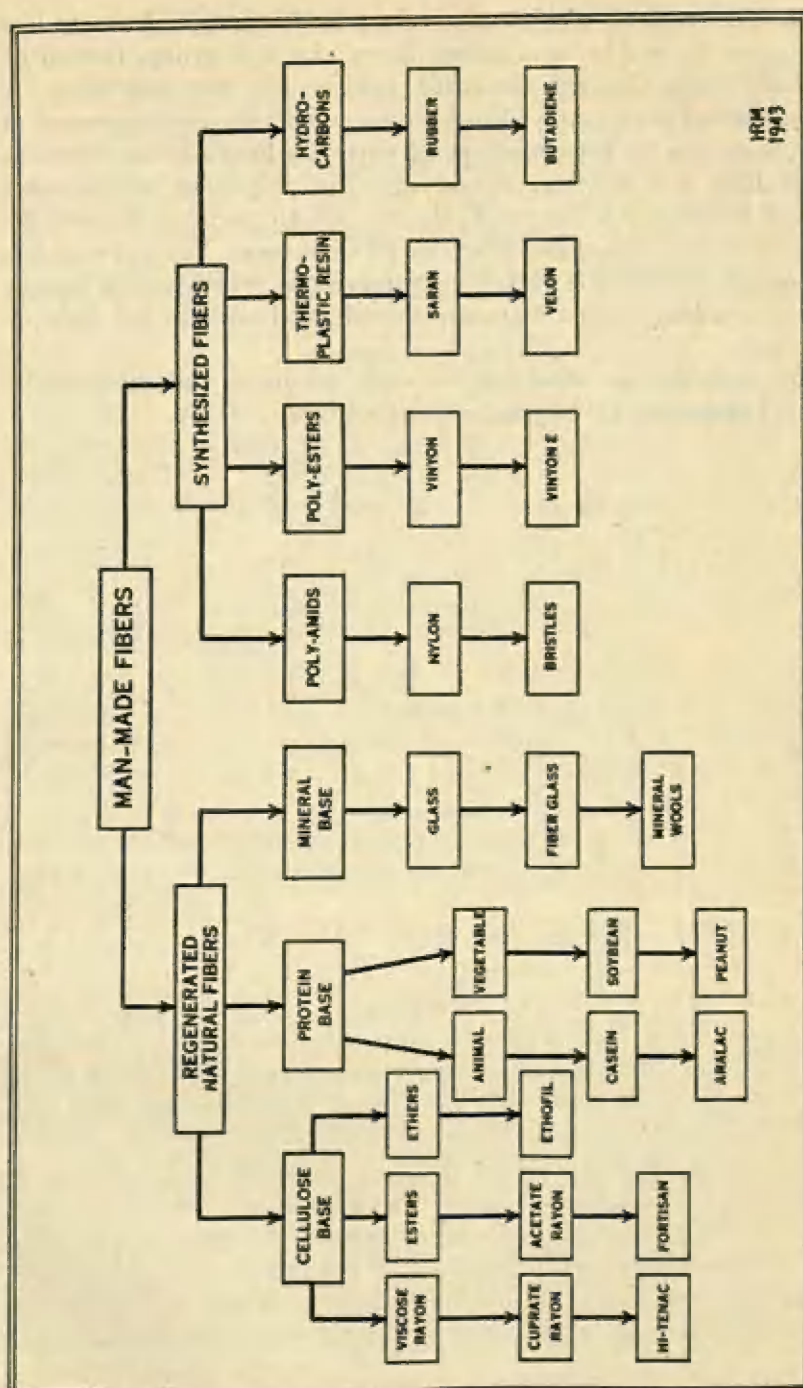 MAN-MADE FIBERS
REGENERATED
NATURAL FIBERS
SYNTHESIZED FIBERS
CELLULOSE
BASE
PROTEIN
BASE
MINERAL
BASE
POLY-AMIDS
POLY-ESTERS
THERMO-
PLASTIC RESIN
HYDRO-
CARBONS
VISCOSE
RAYON
ESTERS
ETHERS
ANIMAL
VEGETABLE
GLASS
NYLON
VINYON
SARAN
RUBBER
CUPRATE
RAYON
ACETATE
RAYON
ETHOFIL
CASEIN
SOYBEAN
FIBER GLASS
BRISTLES
VINYON E
VELON
BUTADIENE
HI-TENAC
FORTISAN
ARALAC
PEANUT
MINERAL
WOOLS
HRM
1943